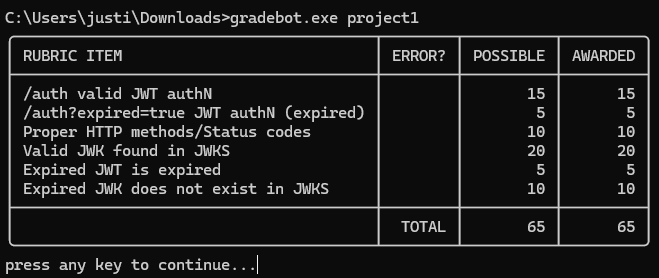 C:\Users\justi\Downloads>gradebot.exe project1
RUBRIC ITEM ERROR? POSSIBLE AWARDED
/auth valid JWT authN 15 15
/auth?expired=true JWT authN (expired) 5 5
Proper HTTP methods/Status codes 10 10
Valid JWK found in JWKS 20 20
Expired JWT is expired 5 5
Expired JWK does not exist in JWKS 10 10
TOTAL 65 65
press any key to continue...